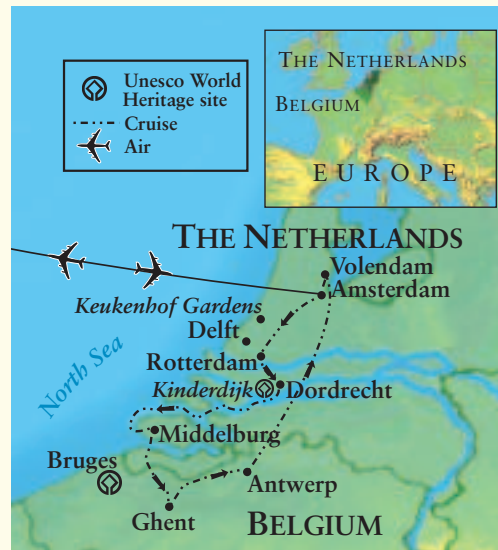 Unesco World
Heritage site
Cruise
Air
THE NETHERLANDS
BELGIUM
EUROPE
THE NETHERLANDS
Volendam
Amsterdam
Keukenhof Gardens
Delft
Rotterdam
North Sea
Kinderdijk
Dordrecht
Middelburg
Bruges
Antwerp
Ghent
BELGIUM